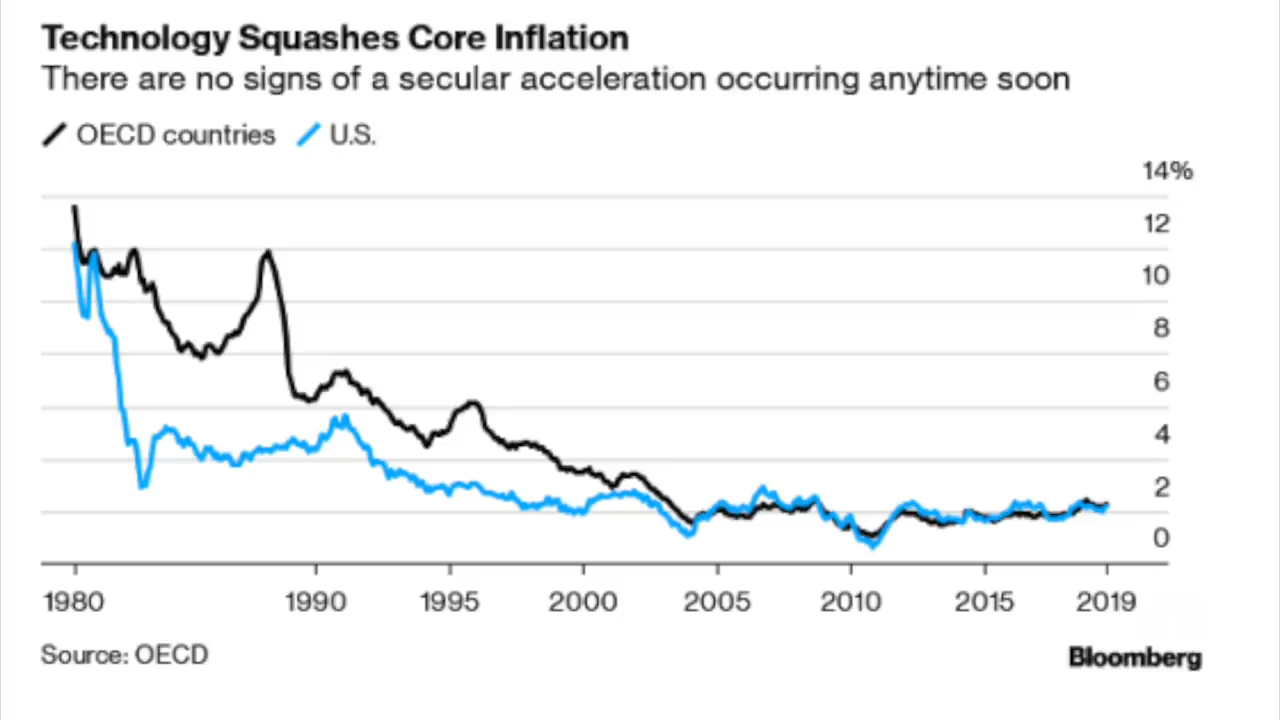 Technology Squashes Core Inflation
There are no signs of a secular acceleration occurring anytime soon
OECD countries U.S.
14%
12
10
8
6
4
2
0
1980 1990 1995 2000 2005 2010 2015 2019
Source: OECD Bloomberg